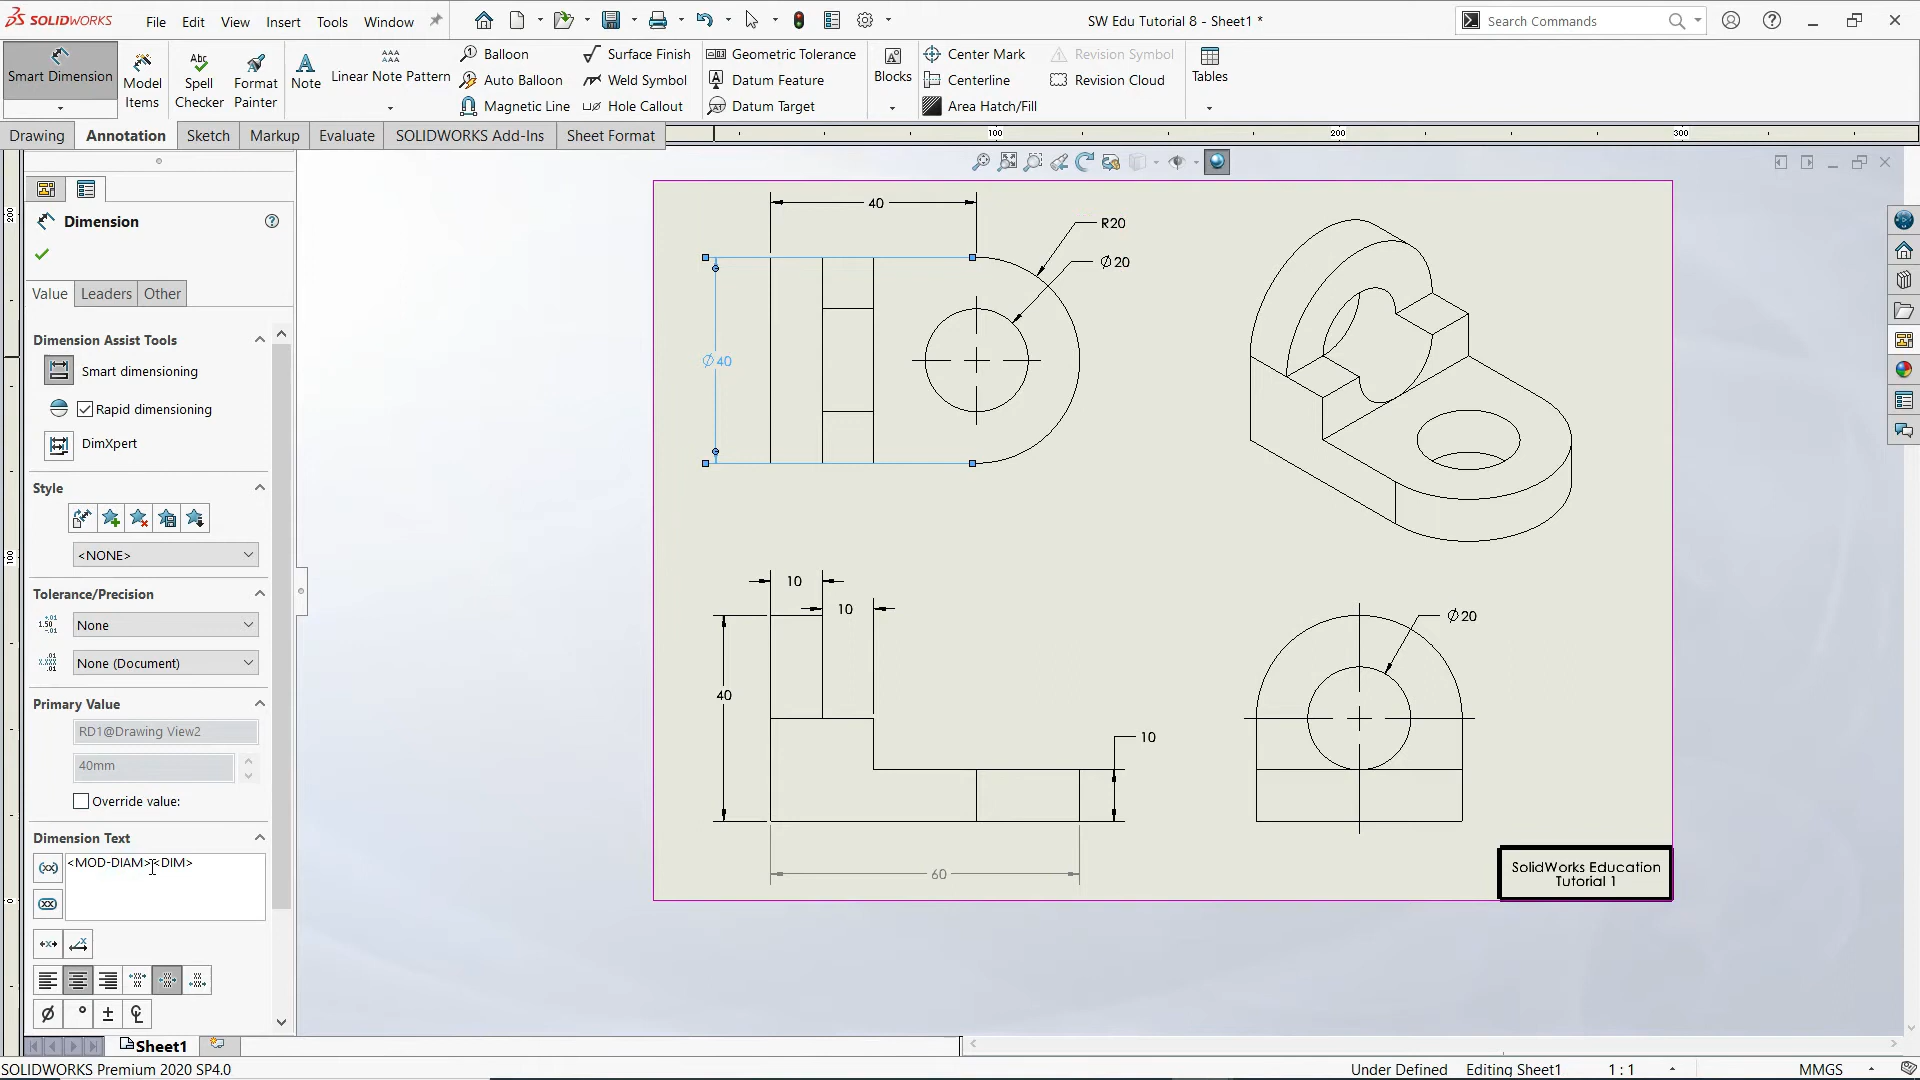 SOLIDWORKS File Edit View Insert Tools Window
SW Edu Tutorial 8 - Sheet1 *
Search Commands
Smart Dimension
Model Items
Spell Checker
Format Painter
Note
Linear Note Pattern
Balloon
Auto Balloon
Magnetic Line
Surface Finish
Weld Symbol
Hole Callout
Geometric Tolerance
Datum Feature
Datum Target
Blocks
Center Mark
Centerline
Area Hatch/Fill
Revision Symbol
Revision Cloud
Tables
Drawing Annotation Sketch Markup Evaluate SOLIDWORKS Add-Ins Sheet Format
100 200 300
200
100
0
Dimension
Value Leaders Other
Dimension Assist Tools
Smart dimensioning
Rapid dimensioning
DimXpert
Style
<NONE>
Tolerance/Precision
None
None (Document)
Primary Value
RD1@Drawing View2
40mm
Override value:
Dimension Text
<MOD-DIAM><DIM>
40
R20
∅20
∅40
10
10
40
10
60
∅20
SolidWorks Education
Tutorial 1
Sheet1
SOLIDWORKS Premium 2020 SP4.0
Under Defined Editing Sheet1 1 : 1 MMGS